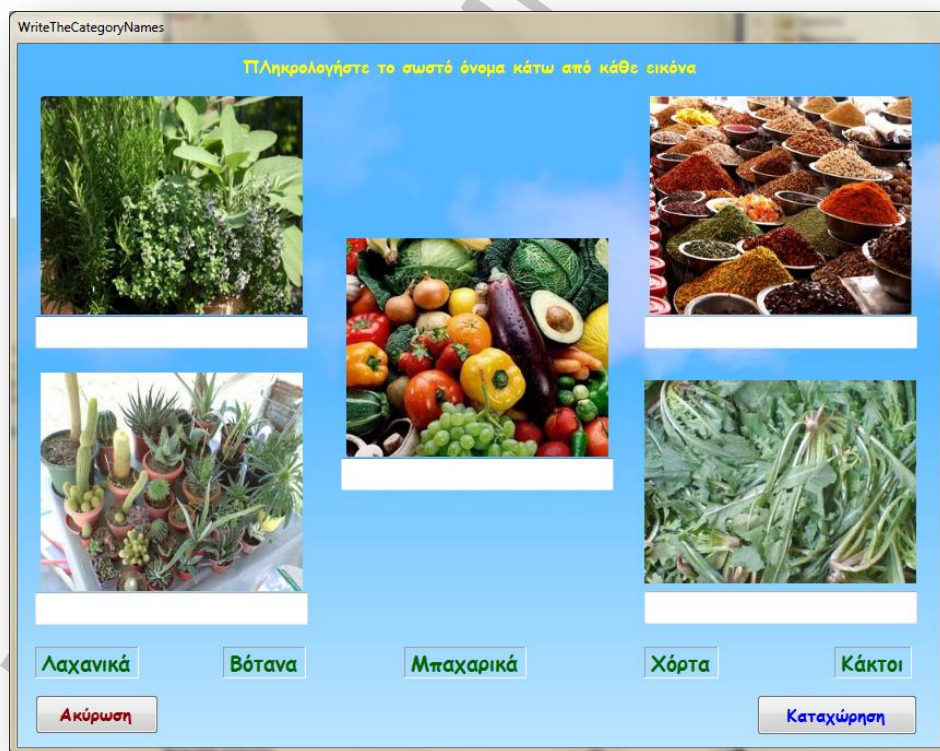 WriteTheCategoryNames
Πληκρολογήστε το σωστό όνομα κάτω από κάθε εικόνα
Λαχανικά Βότανα Μπαχαρικά Χόρτα Κάκτοι
Ακύρωση Καταχώρηση